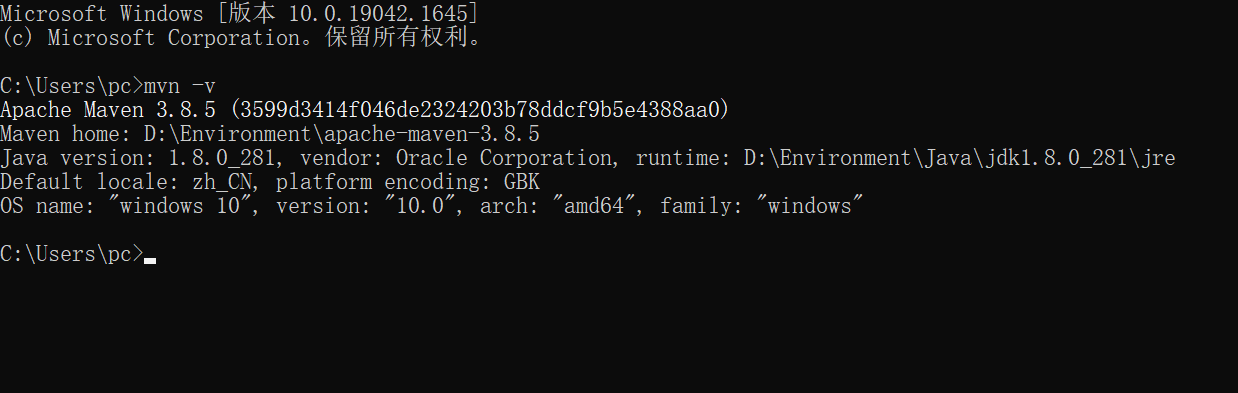 Microsoft Windows [版本 10.0.19042.1645]
(c) Microsoft Corporation。保留所有权利。
C:\Users\pc>mvn -v
Apache Maven 3.8.5 (3599d3414f046de2324203b78ddcf9b5e4388aa0)
Maven home: D:\Environment\apache-maven-3.8.5
Java version: 1.8.0_281, vendor: Oracle Corporation, runtime: D:\Environment\Java\jdk1.8.0_281\jre
Default locale: zh_CN, platform encoding: GBK
OS name: "windows 10", version: "10.0", arch: "amd64", family: "windows"
C:\Users\pc>